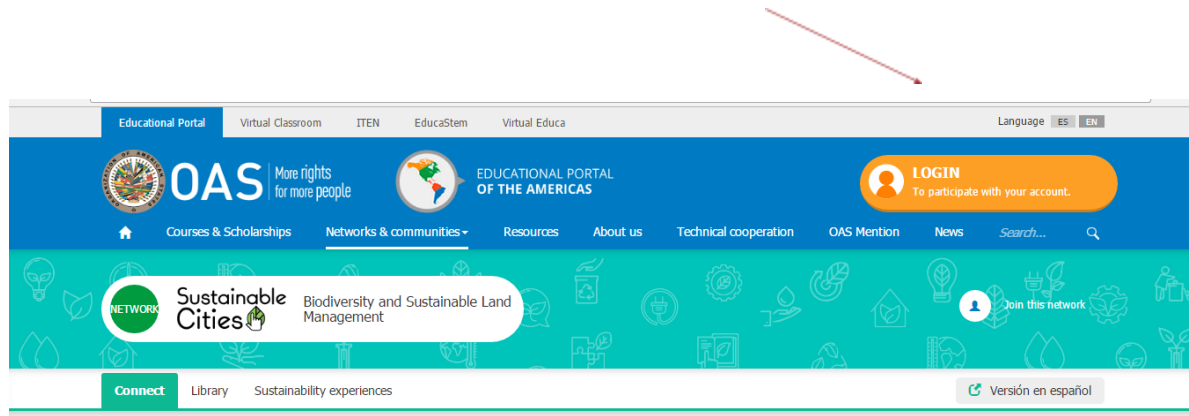 Educational Portal Virtual Classroom ITEN EducaStem Virtual Educa Language ES EN
OAS More rights for more people
EDUCATIONAL PORTAL
OF THE AMERICAS
LOGIN
To participate with your account.
Courses & Scholarships Networks & communities Resources About us Technical cooperation OAS Mention News Search...
NETWORK
Sustainable
Cities
Biodiversity and Sustainable Land
Management
Join this network
Connect Library Sustainability experiences Versión en español